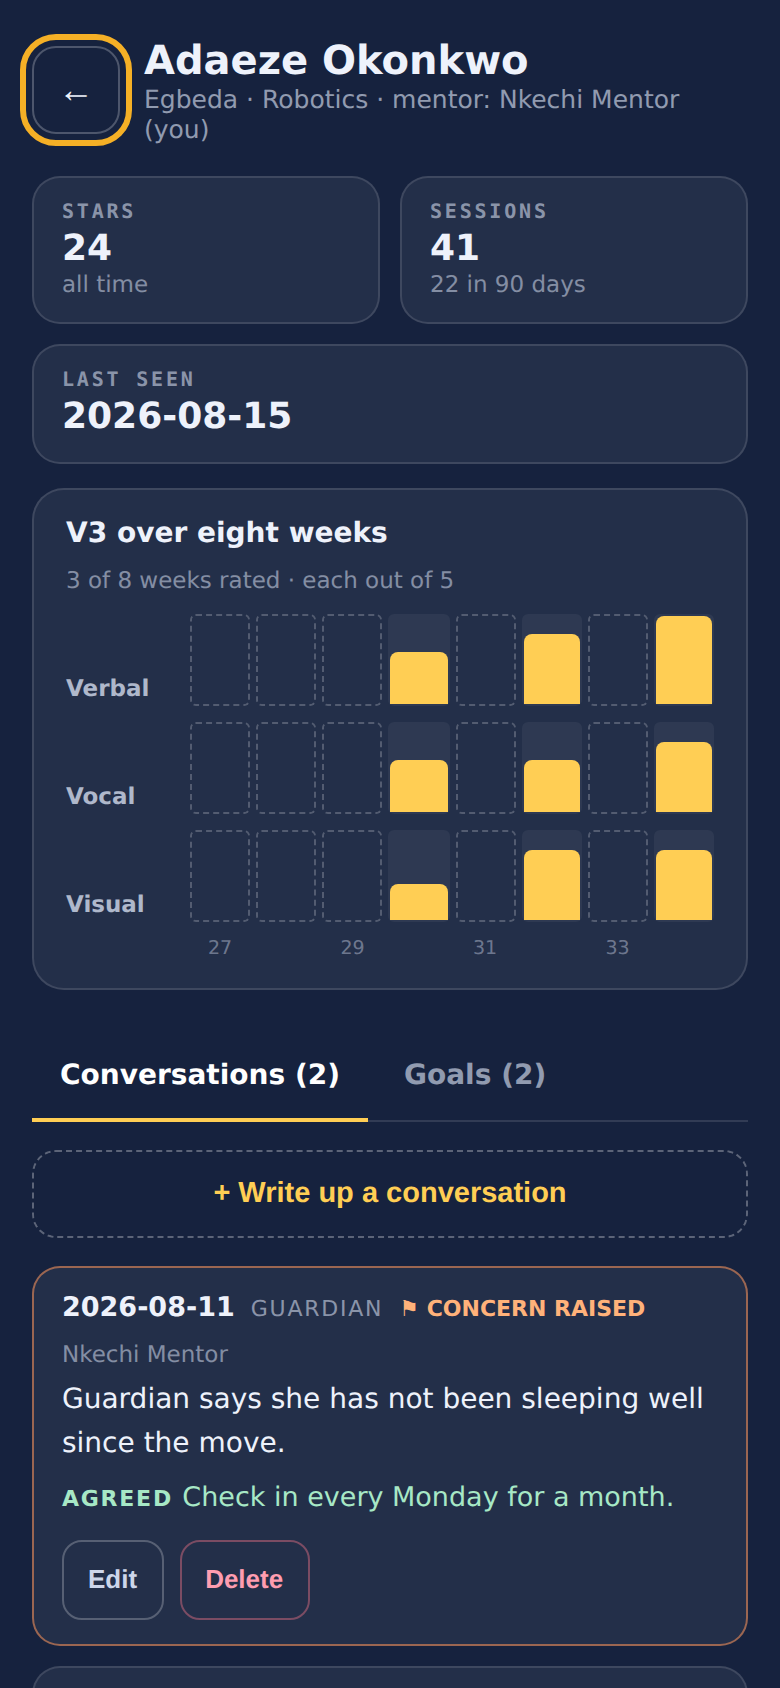 ←
Adaeze Okonkwo
Egbeda · Robotics · mentor: Nkechi Mentor
(you)
STARS
24
all time
SESSIONS
41
22 in 90 days
LAST SEEN
2026-08-15
V3 over eight weeks
3 of 8 weeks rated · each out of 5
Verbal
Vocal
Visual
27 29 31 33
Conversations (2) Goals (2)
+ Write up a conversation
2026-08-11 GUARDIAN ⚑ CONCERN RAISED
Nkechi Mentor
Guardian says she has not been sleeping well
since the move.
AGREED Check in every Monday for a month.
Edit Delete